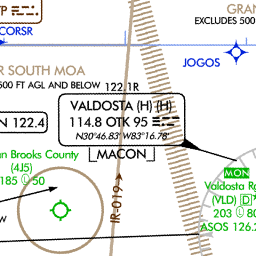 GRAN
EXCLUDES 500
CORSR
JOGOS
R SOUTH MOA
500 FT AGL AND BELOW
122.1R
VALDOSTA (H) (H)
114.8 OTK 95
N30°46.83' W83°16.78'
N 122.4
MACON
an Brooks County
(4J5)
185 50
IR-019
MON
Valdosta Rg
(VLD) D
203 80
ASOS 126.2
W